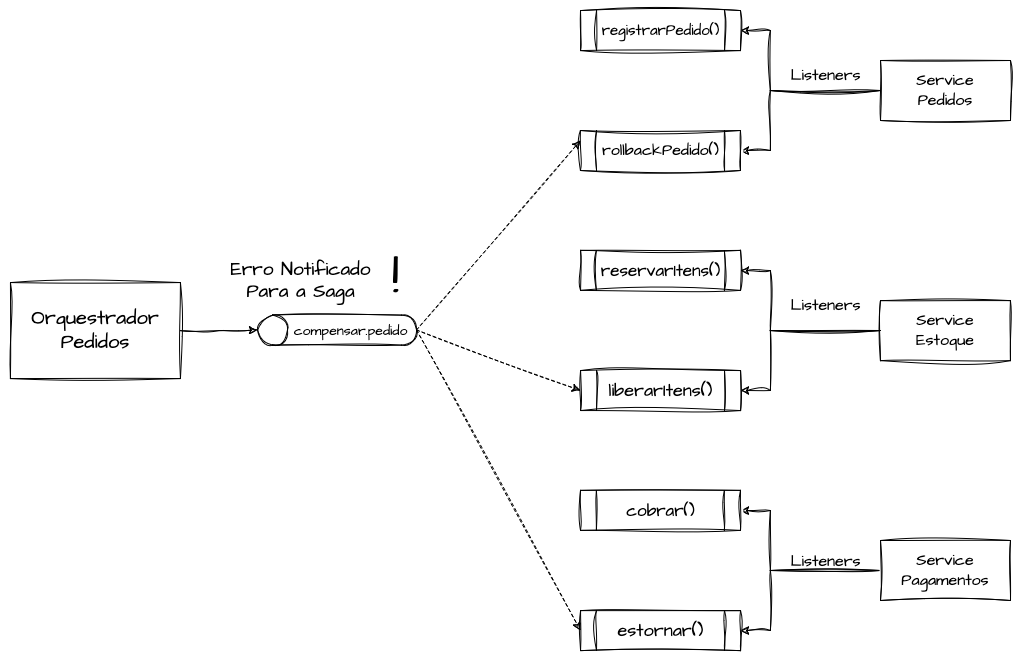 registrarPedido()
Listeners
Service
Pedidos
rollbackPedido()
Erro Notificado
Para a Saga
!
Orquestrador
Pedidos
compensar.pedido
reservarItens()
Listeners
Service
Estoque
liberarItens()
cobrar()
Listeners
Service
Pagamentos
estornar()